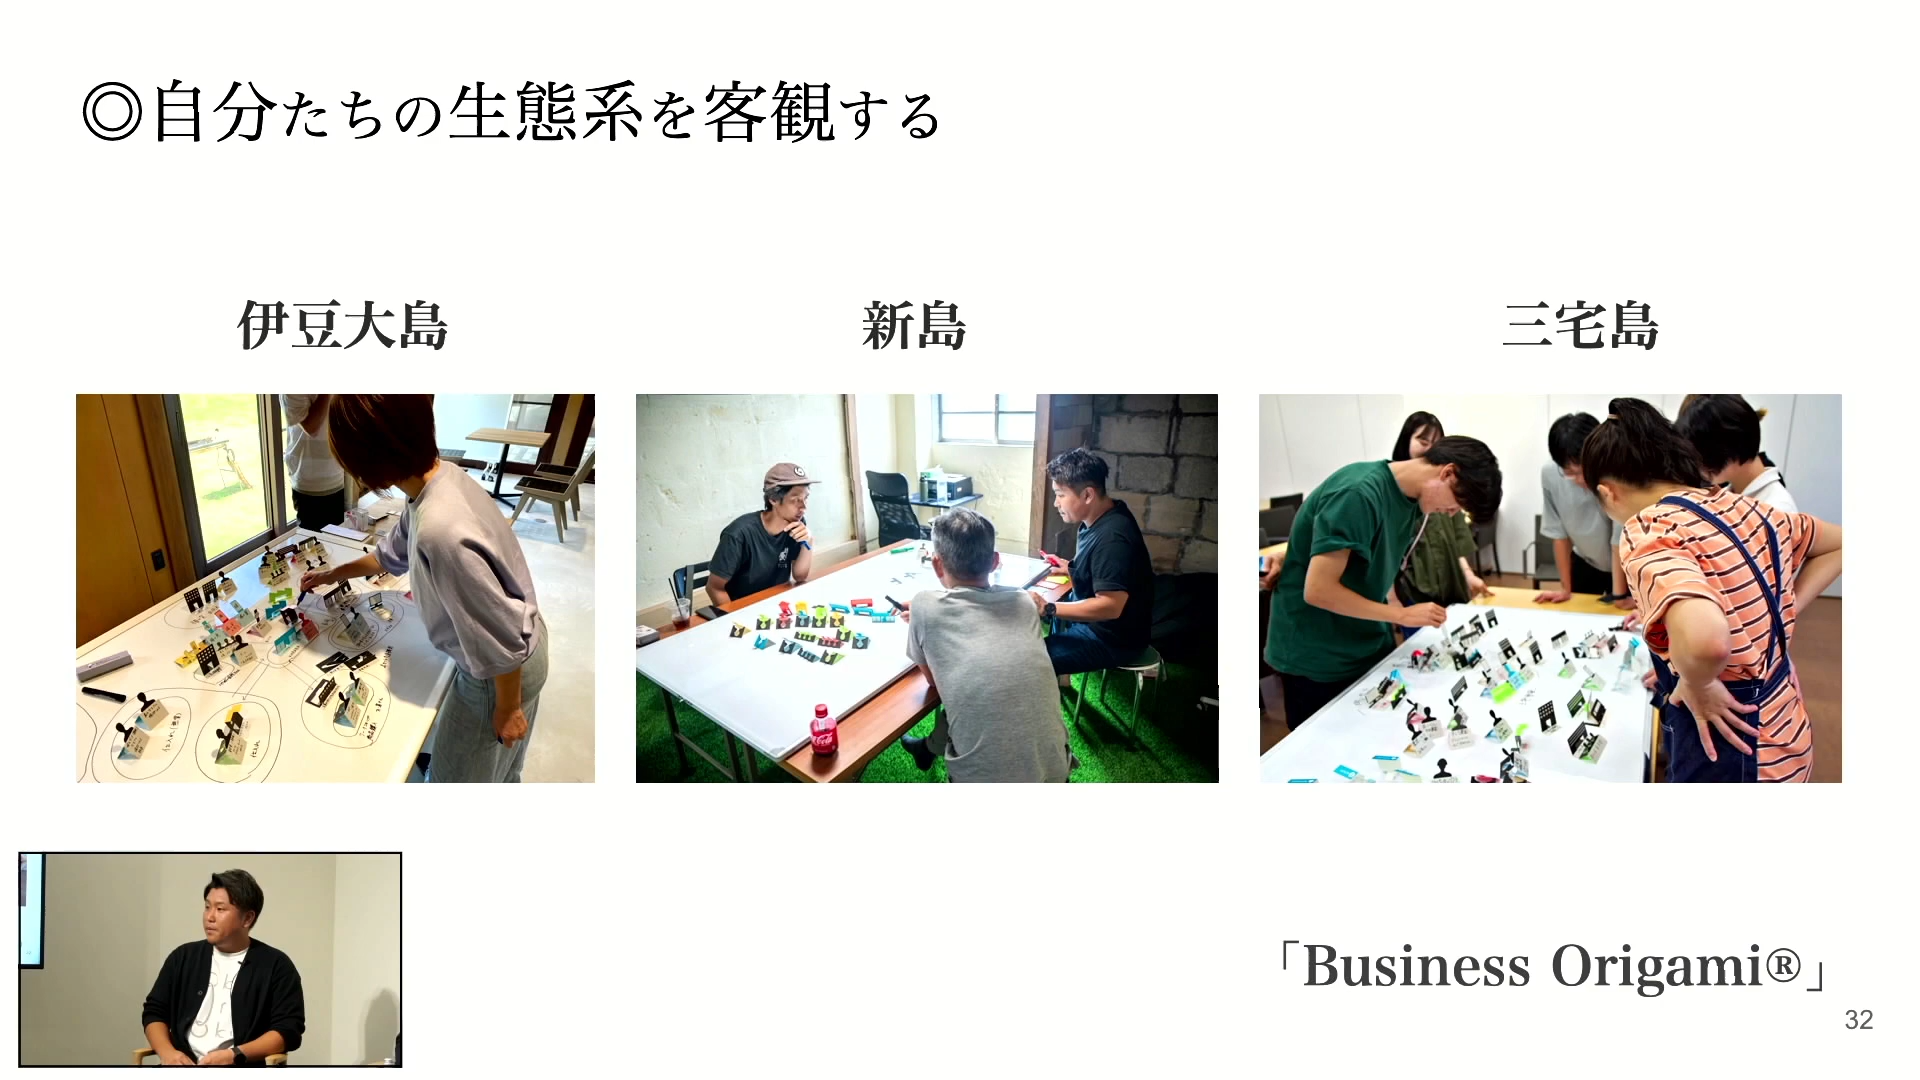 ◎自分たちの生態系を客観する
伊豆大島
新島
三宅島
「Business Origami®」
32